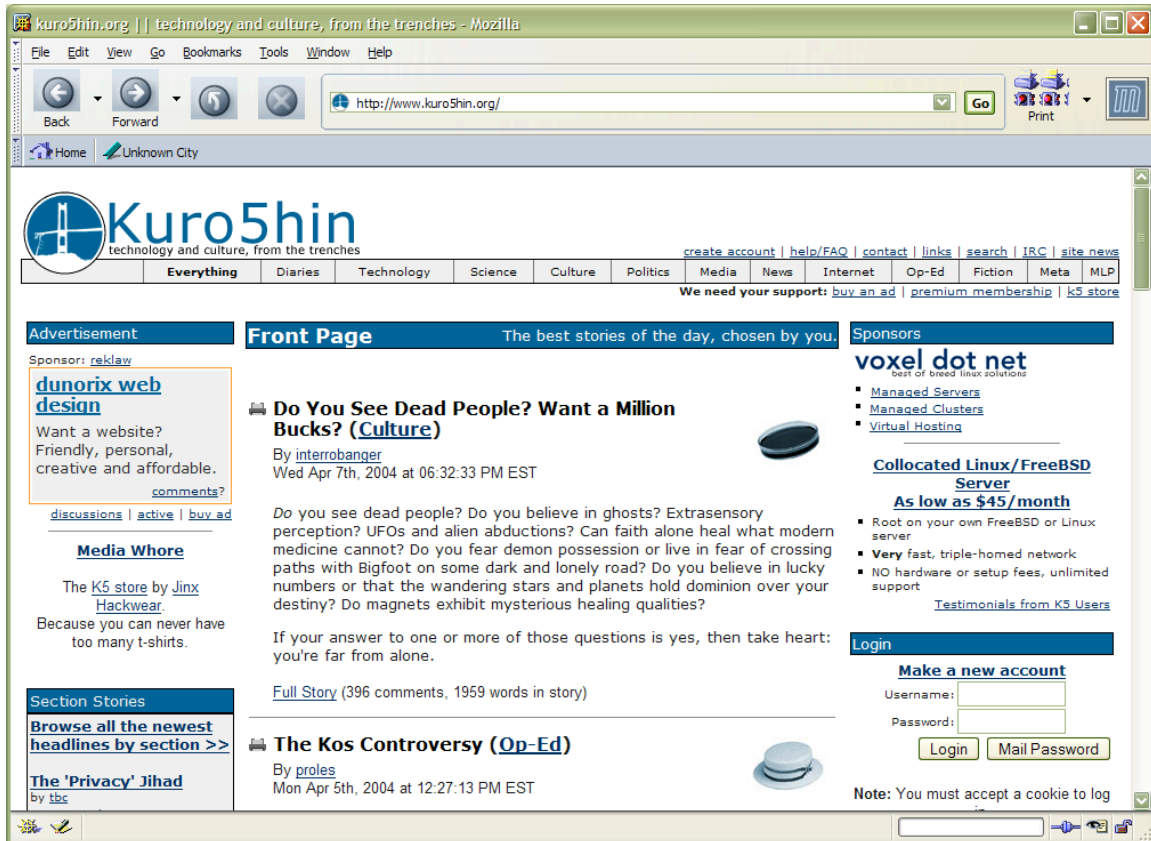 kuro5hin.org || technology and culture, from the trenches - Mozilla
File Edit View Go Bookmarks Tools Window Help
http://www.kuro5hin.org/
Go
Back Forward Print
Home Unknown City
Kuro5hin
technology and culture, from the trenches
create account | help/FAQ | contact | links | search | IRC | site news
Everything Diaries Technology Science Culture Politics Media News Internet Op-Ed Fiction Meta MLP
We need your support: buy an ad | premium membership | k5 store
Advertisement
Sponsor: reklaw
dunorix web
design
Want a website?
Friendly, personal,
creative and affordable.
comments?
discussions | active | buy ad
Media Whore
The K5 store by Jinx
Hackwear.
Because you can never have
too many t-shirts.
Section Stories
Browse all the newest
headlines by section >>
The 'Privacy' Jihad
by tbc
Front Page The best stories of the day, chosen by you.
Do You See Dead People? Want a Million
Bucks? (Culture)
By interrobanger
Wed Apr 7th, 2004 at 06:32:33 PM EST
Do you see dead people? Do you believe in ghosts? Extrasensory
perception? UFOs and alien abductions? Can faith alone heal what modern
medicine cannot? Do you fear demon possession or live in fear of crossing
paths with Bigfoot on some dark and lonely road? Do you believe in lucky
numbers or that the wandering stars and planets hold dominion over your
destiny? Do magnets exhibit mysterious healing qualities?
If your answer to one or more of those questions is yes, then take heart:
you're far from alone.
Full Story (396 comments, 1959 words in story)
The Kos Controversy (Op-Ed)
By proles
Mon Apr 5th, 2004 at 12:27:13 PM EST
Sponsors
voxel dot net
best of breed linux solutions
Managed Servers
Managed Clusters
Virtual Hosting
Collocated Linux/FreeBSD
Server
As low as $45/month
Root on your own FreeBSD or Linux
server
Very fast, triple-homed network
NO hardware or setup fees, unlimited
support
Testimonials from K5 Users
Login
Make a new account
Username:
Password:
Login Mail Password
Note: You must accept a cookie to log